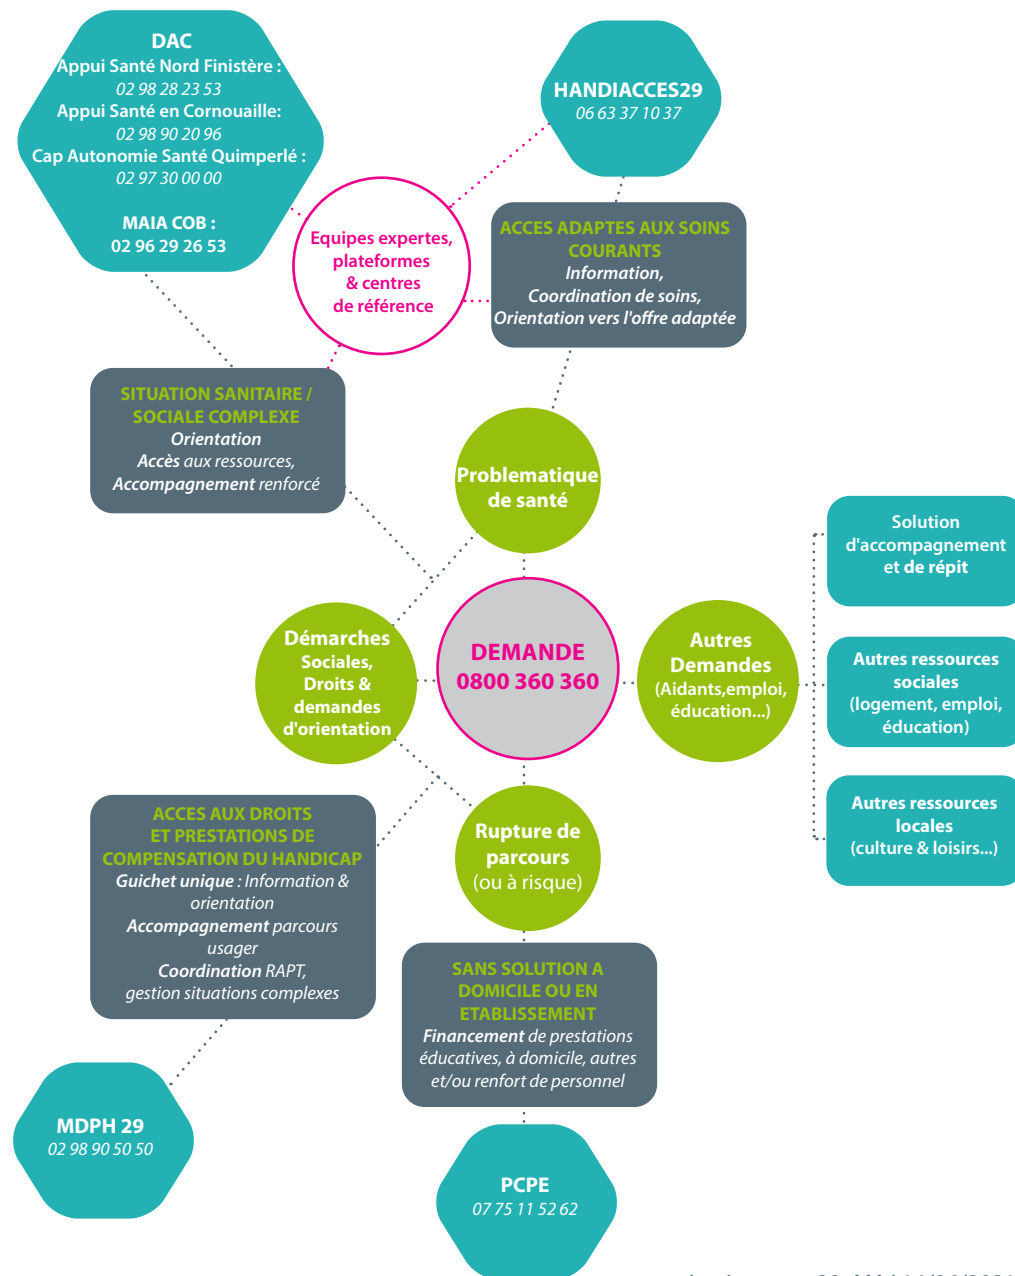 DAC
Appui Santé Nord Finistère :
02 98 28 23 53
Appui Santé en Cornouaille:
02 98 90 20 96
Cap Autonomie Santé Quimperlé :
02 97 30 00 00
MAIA COB :
02 96 29 26 53
HANDIACCES29
06 63 37 10 37
Equipes expertes,
plateformes
& centres
de référence
ACCES ADAPTES AUX SOINS
COURANTS
Information,
Coordination de soins,
Orientation vers l'offre adaptée
SITUATION SANITAIRE /
SOCIALE COMPLEXE
Orientation
Accès aux ressources,
Accompagnement renforcé
Problematique
de santé
Démarches
Sociales,
Droits &
demandes
d'orientation
DEMANDE
0800 360 360
Autres
Demandes
(Aidants,emploi,
éducation...)
Solution
d'accompagnement
et de répit
Autres ressources
sociales
(logement, emploi,
éducation)
Autres ressources
locales
(culture & loisirs...)
ACCES AUX DROITS
ET PRESTATIONS DE
COMPENSATION DU HANDICAP
Guichet unique : Information &
orientation
Accompagnement parcours
usager
Coordination RAPT,
gestion situations complexes
Rupture de
parcours
(ou à risque)
SANS SOLUTION A
DOMICILE OU EN
ETABLISSEMENT
Financement de prestations
éducatives, à domicile, autres
et/ou renfort de personnel
MDPH 29
02 98 90 50 50
PCPE
07 75 11 52 62